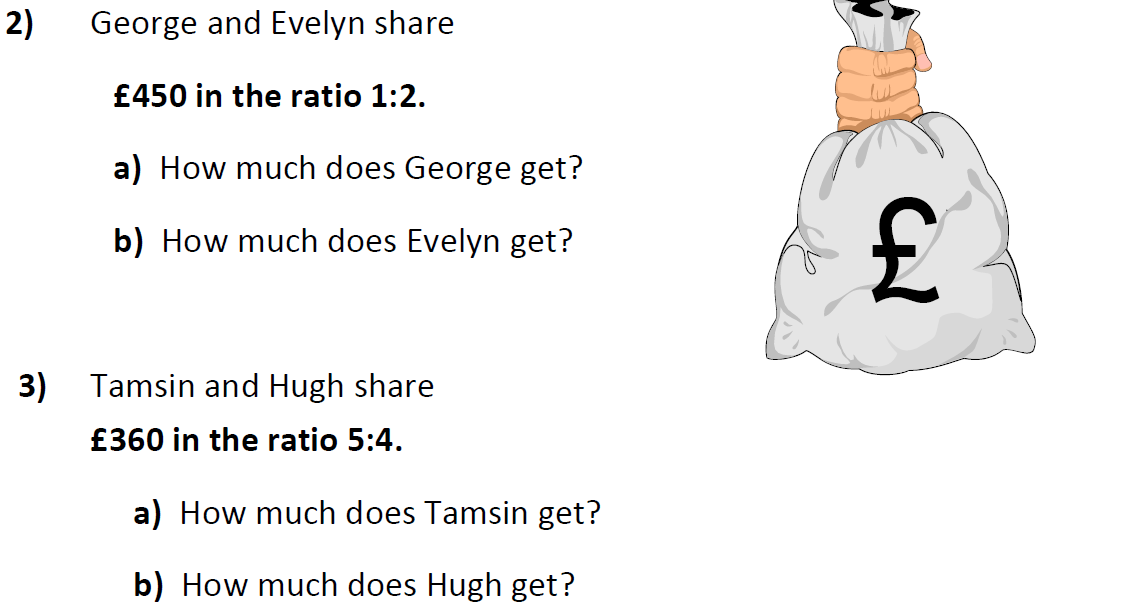 2) George and Evelyn share
£450 in the ratio 1:2.
a) How much does George get?
b) How much does Evelyn get?
£
3) Tamsin and Hugh share
£360 in the ratio 5:4.
a) How much does Tamsin get?
b) How much does Hugh get?